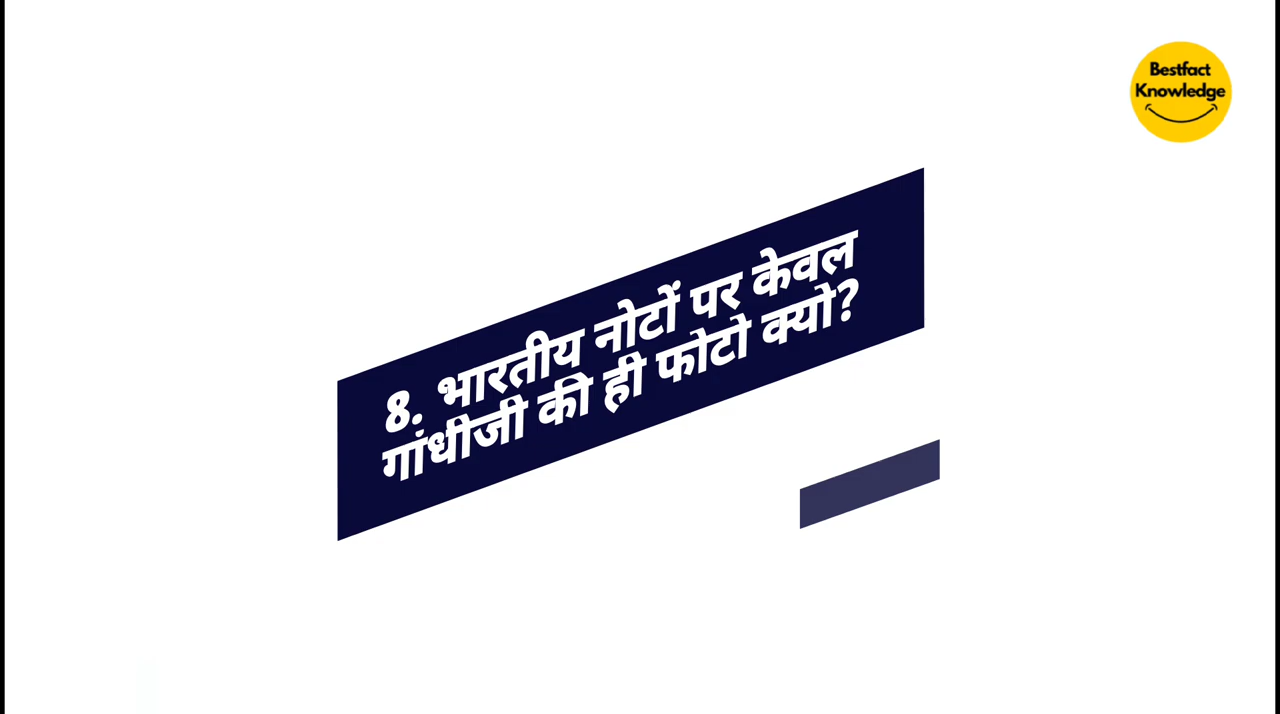 Bestfact
Knowledge
8. भारतीय नोटों पर केवल
गांधीजी की ही फोटो क्यो?